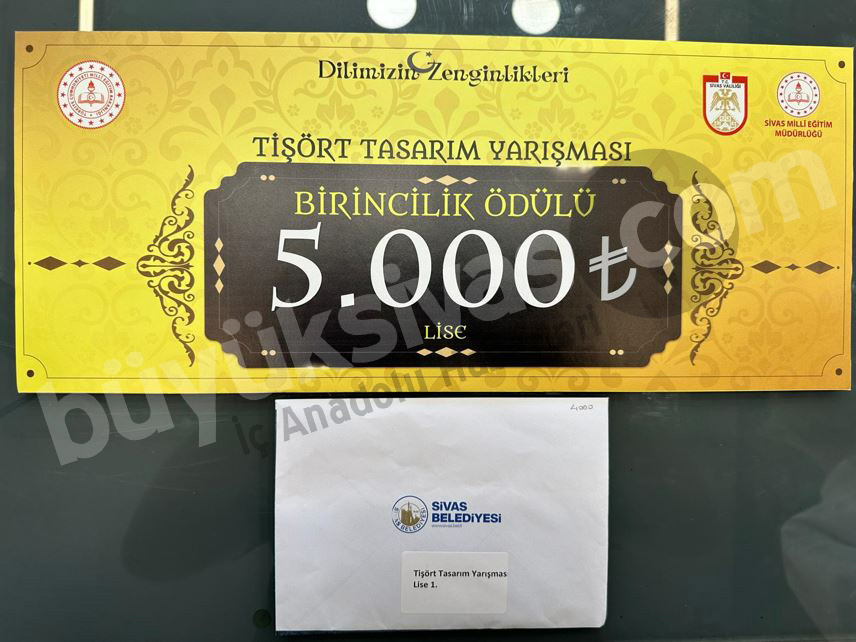 Dilimizin Zenginlikleri
T.C.
SİVAS VALİLİĞİ
SİVAS MİLLÎ EĞİTİM
MÜDÜRLÜĞÜ
TİŞÖRT TASARIM YARIŞMASI
BİRİNCİLİK ÖDÜLÜ
5.000₺
LİSE
büyüksivas.com
İç Anadolu
4000
SİVAS
BELEDİYESİ
Tişört Tasarım Yarışmas
Lise 1.